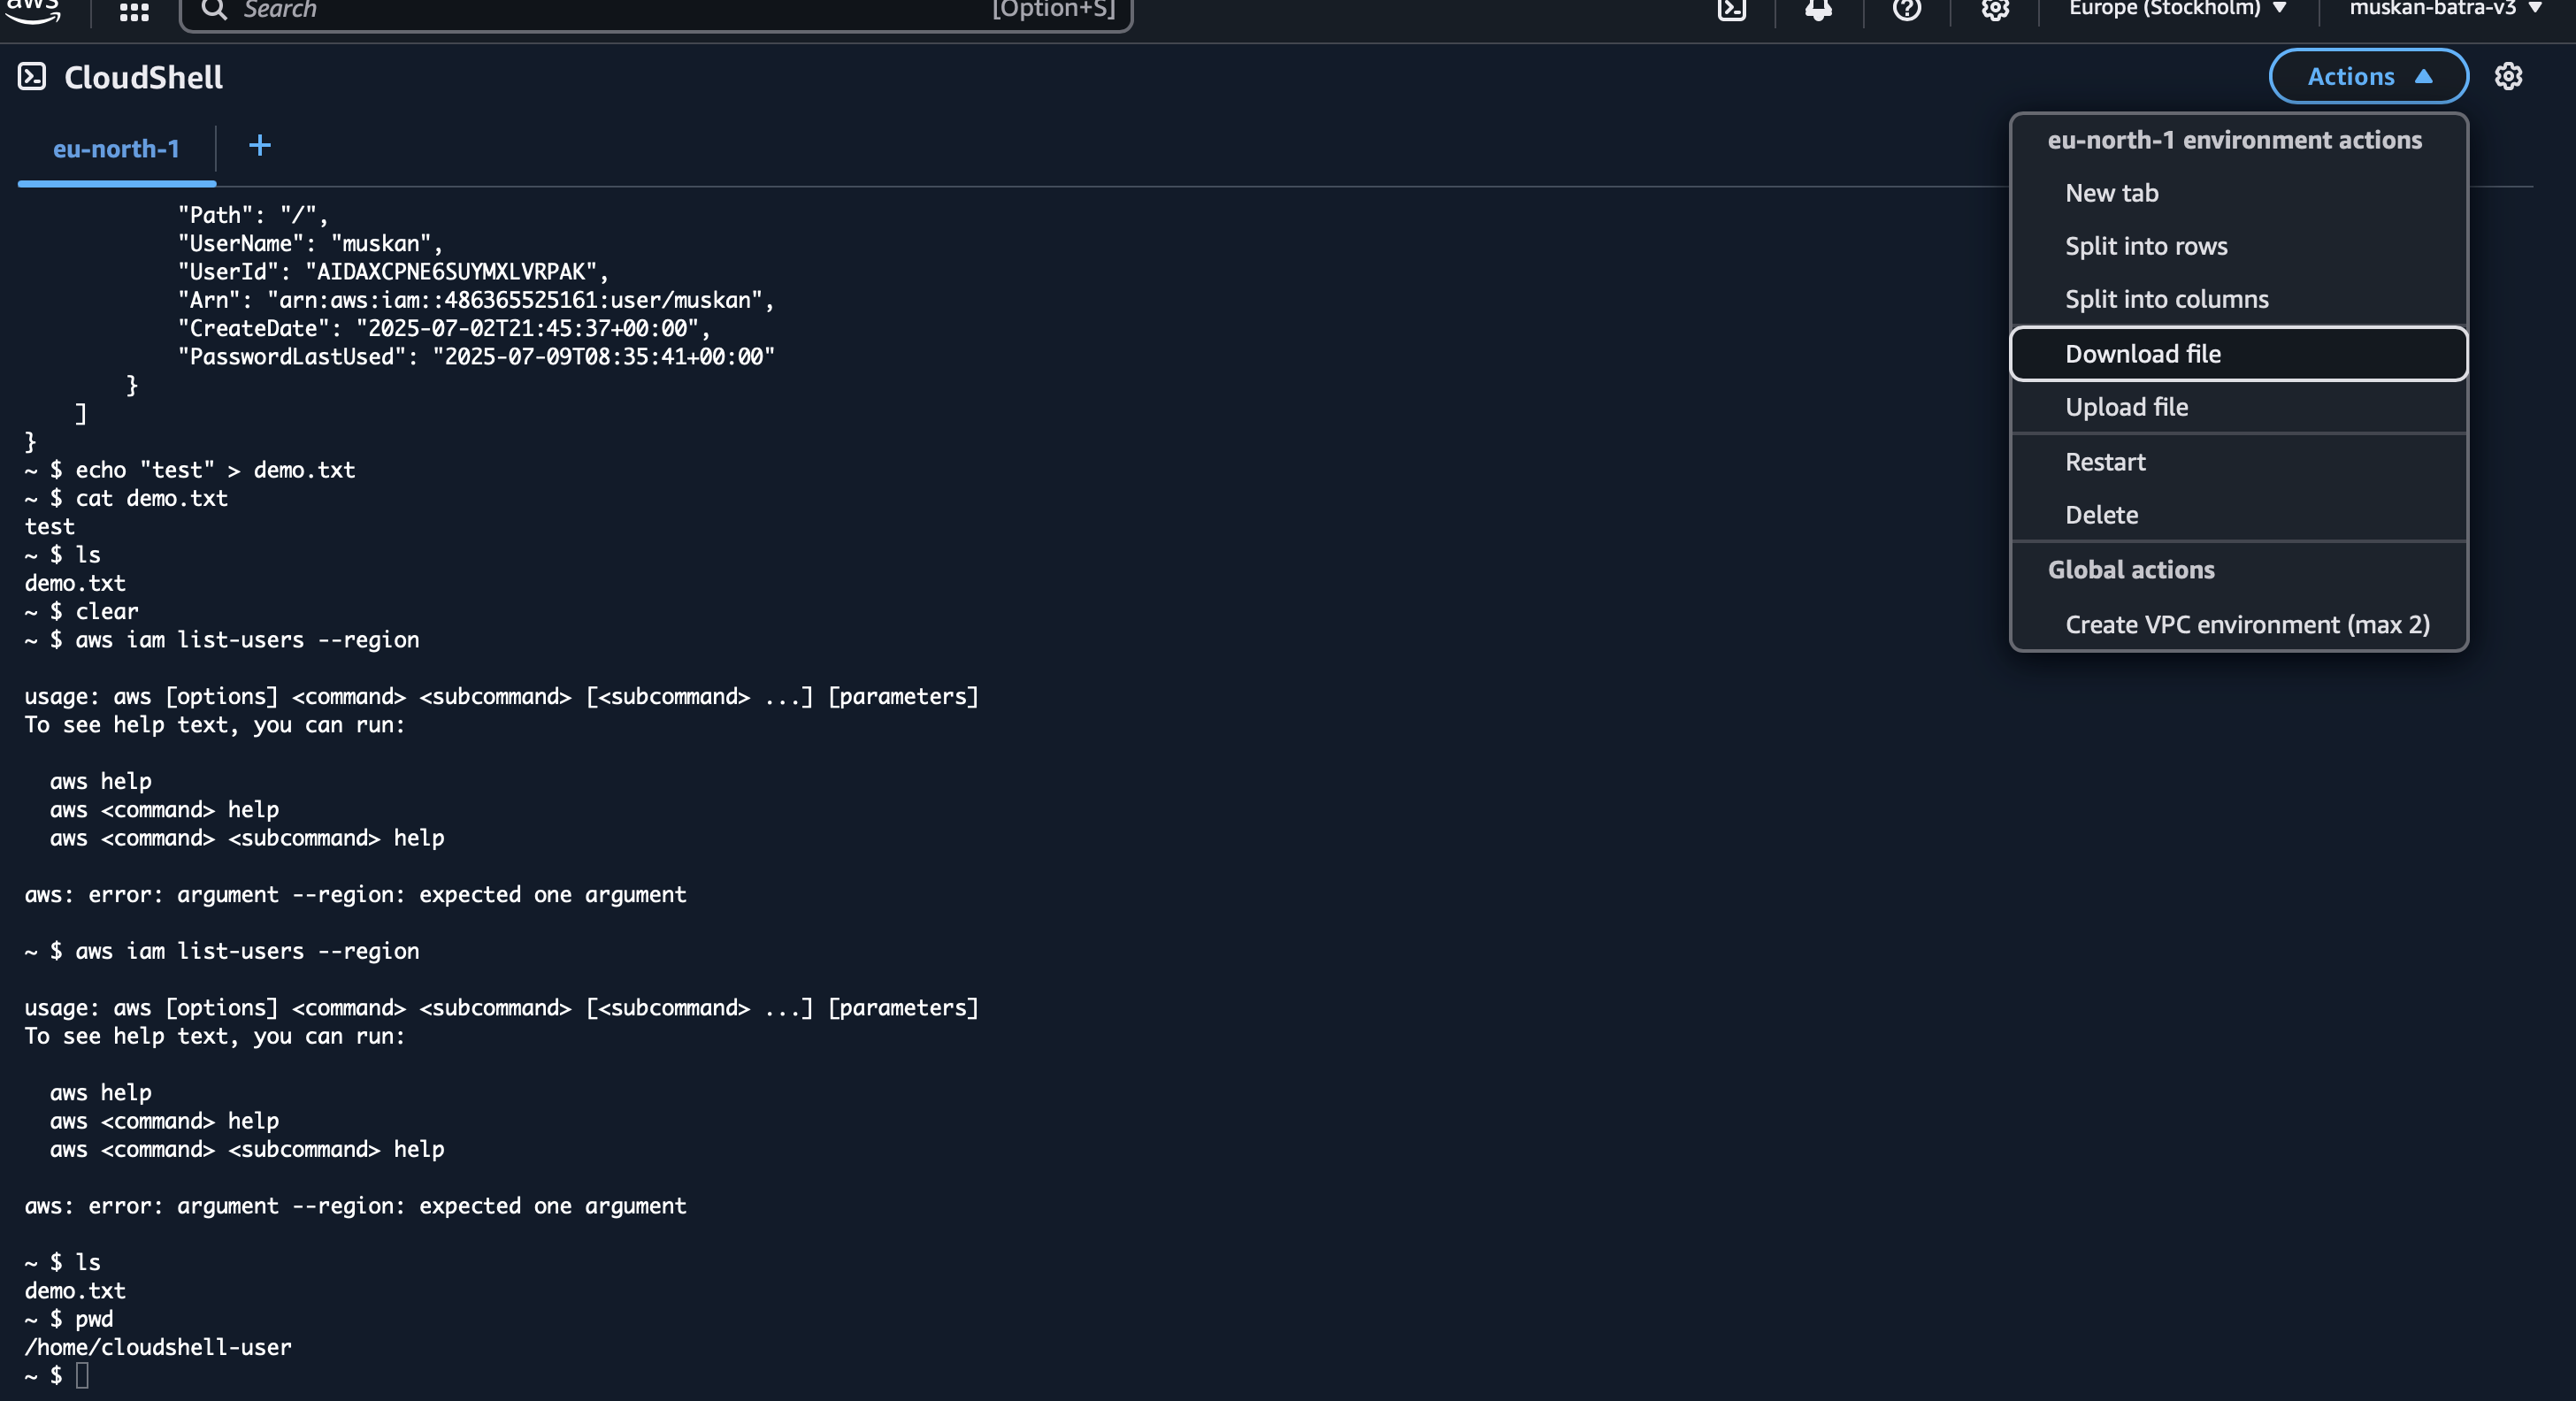 aws
Search
[Option+S]
Europe (Stockholm)
muskan-batra-v3
CloudShell
Actions
eu-north-1
+
eu-north-1 environment actions
New tab
Split into rows
Split into columns
Download file
Upload file
Restart
Delete
Global actions
Create VPC environment (max 2)
"Path": "/",
"UserName": "muskan",
"UserId": "AIDAXCPNE6SUYMXLVRPAK",
"Arn": "arn:aws:iam::486365525161:user/muskan",
"CreateDate": "2025-07-02T21:45:37+00:00",
"PasswordLastUsed": "2025-07-09T08:35:41+00:00"
}
]
}
~ $ echo "test" > demo.txt
~ $ cat demo.txt
test
~ $ ls
demo.txt
~ $ clear
~ $ aws iam list-users --region
usage: aws [options] <command> <subcommand> [<subcommand> ...] [parameters]
To see help text, you can run:
aws help
aws <command> help
aws <command> <subcommand> help
aws: error: argument --region: expected one argument
~ $ aws iam list-users --region
usage: aws [options] <command> <subcommand> [<subcommand> ...] [parameters]
To see help text, you can run:
aws help
aws <command> help
aws <command> <subcommand> help
aws: error: argument --region: expected one argument
~ $ ls
demo.txt
~ $ pwd
/home/cloudshell-user
~ $